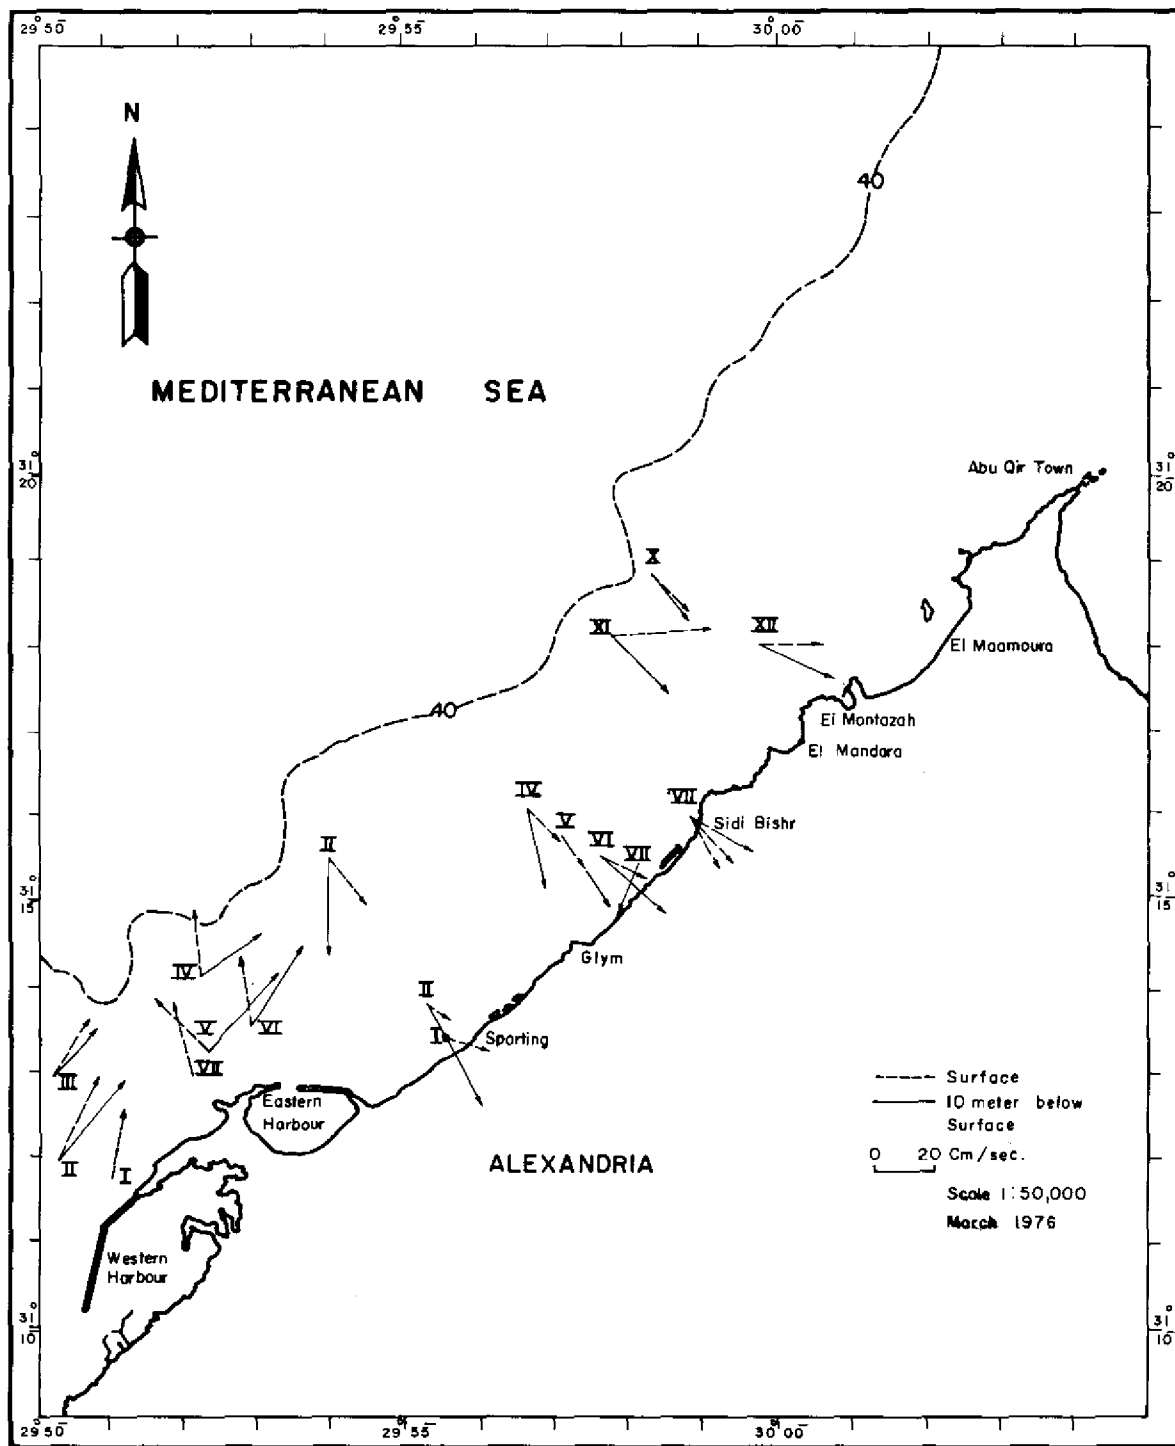 29°50'
29°55'
30°00'
N
40
MEDITERRANEAN SEA
Abu Qir Town
31°
20'
31°
20'
X
XI
XII
El Maamoura
El Montazah
El Mandara
40
IV
V
VI
VII
VII
Sidi Bishr
II
31°
15'
31°
15'
Glym
IV
II
V
VI
I
Sporting
VII
III
Surface
10 meter below
Surface
Eastern
Harbour
0 20 Cm/sec.
ALEXANDRIA
II
I
Scale 1:50,000
March 1976
Western
Harbour
31°
10'
31°
10'
29°50'
29°55'
30°00'